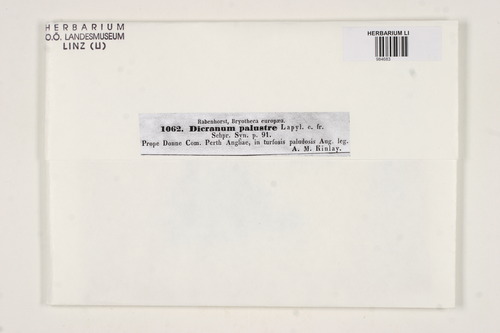 HERBARIUM
O.Ö. LANDESMUSEUM
LINZ (LI)
HERBARIUM LI
984683
Rabenhorst, Bryotheca europaea.
1062. Dicranum palustre Lapyl. c. fr.
Schpr. Syn. p. 91.
Prope Doune Com. Perth Angliae, in turfosis paludosis Aug. leg.
A. M. Kinlay.